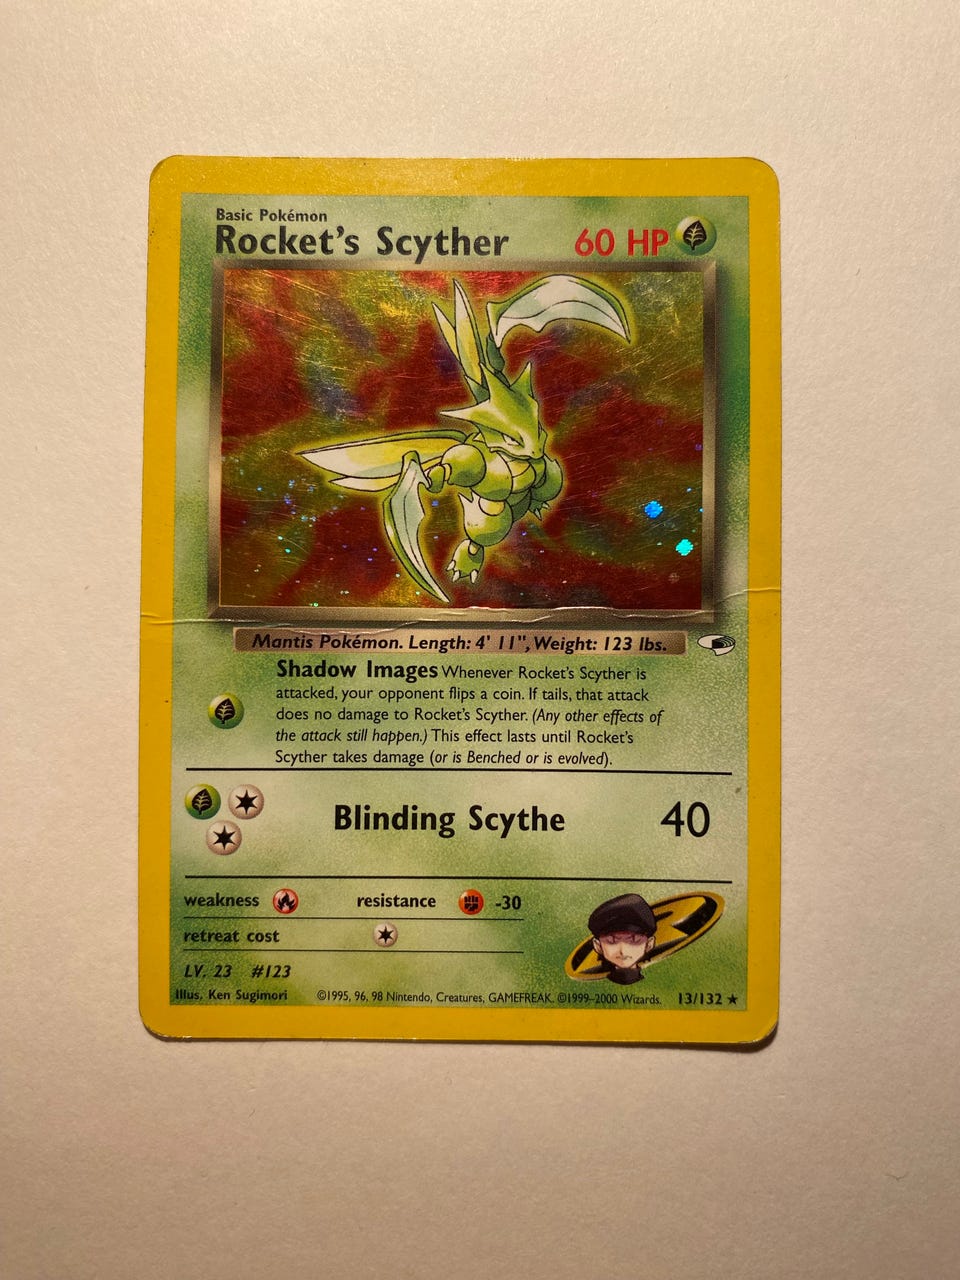 Basic Pokémon
Rocket's Scyther 60 HP
Mantis Pokémon. Length: 4' 11", Weight: 123 lbs.
Shadow Images Whenever Rocket's Scyther is
attacked, your opponent flips a coin. If tails, that attack
does no damage to Rocket's Scyther. (Any other effects of
the attack still happen.) This effect lasts until Rocket's
Scyther takes damage (or is Benched or is evolved).
Blinding Scythe 40
weakness resistance -30
retreat cost
LV. 23 #123
Illus. Ken Sugimori ©1995, 96, 98 Nintendo, Creatures, GAMEFREAK. ©1999–2000 Wizards. 13/132 ★